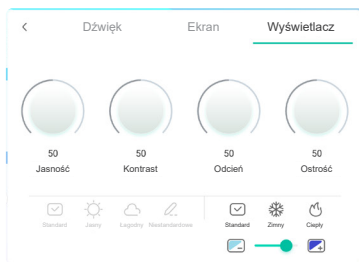 Dźwięk Ekran Wyświetlacz
50 50 50 50
Jasność Kontrast Odcień Ostrość
Standard Jasny Łagodny Niestandardowe Standard Zimny Ciepły